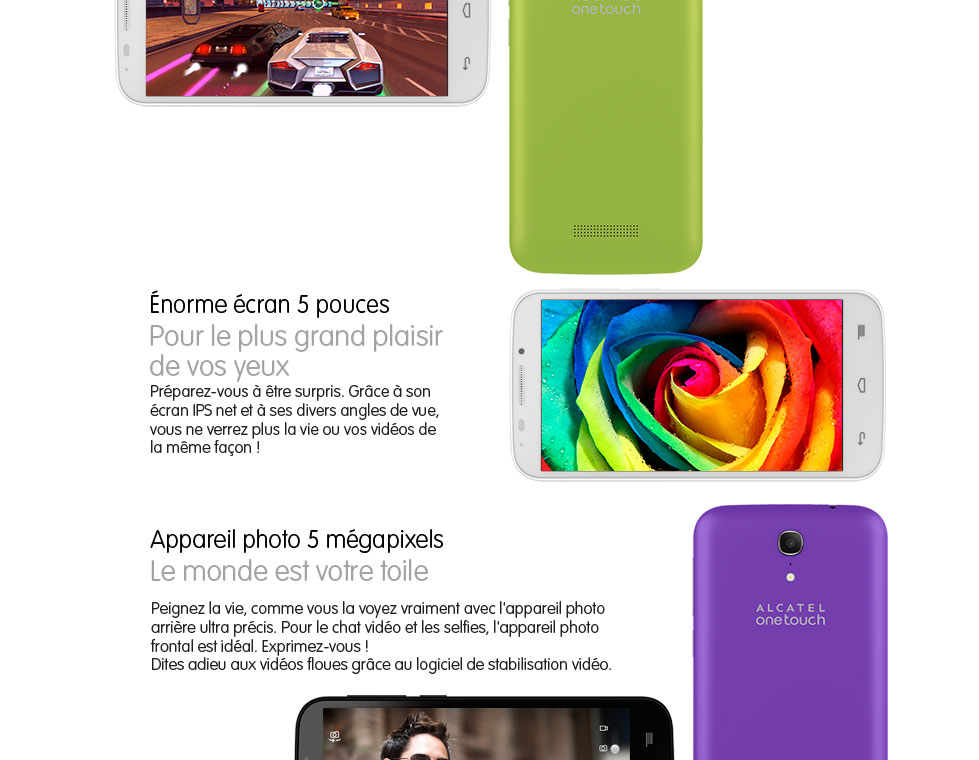 onetouch
Énorme écran 5 pouces
Pour le plus grand plaisir
de vos yeux
Préparez-vous à être surpris. Grâce à son
écran IPS net et à ses divers angles de vue,
vous ne verrez plus la vie ou vos vidéos de
la même façon !
Appareil photo 5 mégapixels
Le monde est votre toile
Peignez la vie, comme vous la voyez vraiment avec l'appareil photo
arrière ultra précis. Pour le chat vidéo et les selfies, l'appareil photo
frontal est idéal. Exprimez-vous !
Dites adieu aux vidéos floues grâce au logiciel de stabilisation vidéo.
ALCATEL
onetouch